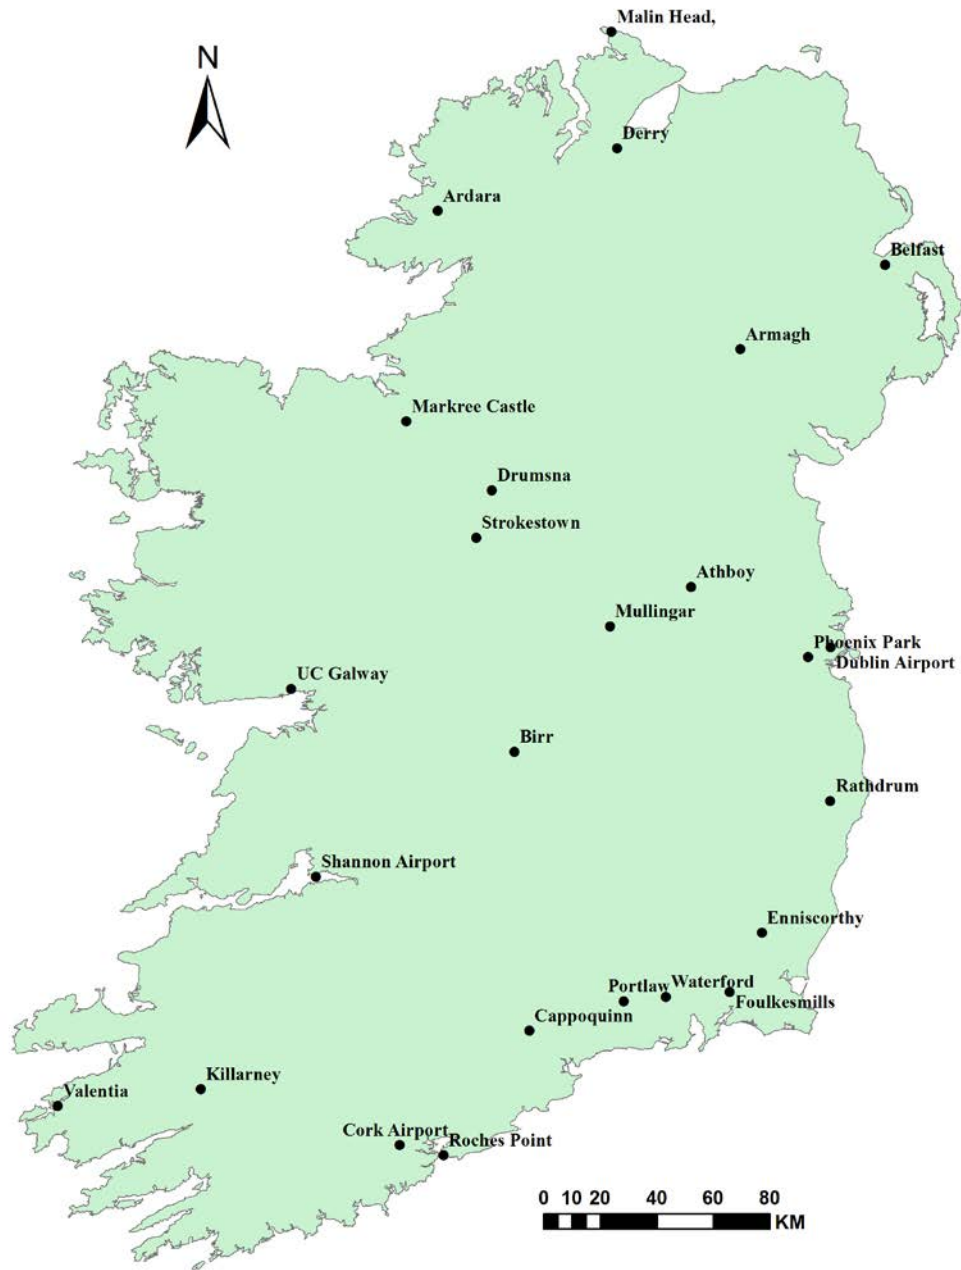 Malin Head,
N
Derry
Ardara
Belfast
Armagh
Markree Castle
Drumsna
Strokestown
Athboy
Mullingar
Phoenix Park
Dublin Airport
UC Galway
Birr
Rathdrum
Shannon Airport
Enniscorthy
Portlaw
Waterford
Foulkesmills
Cappoquinn
Killarney
Valentia
Cork Airport
Roches Point
0 10 20 40 60 80
KM